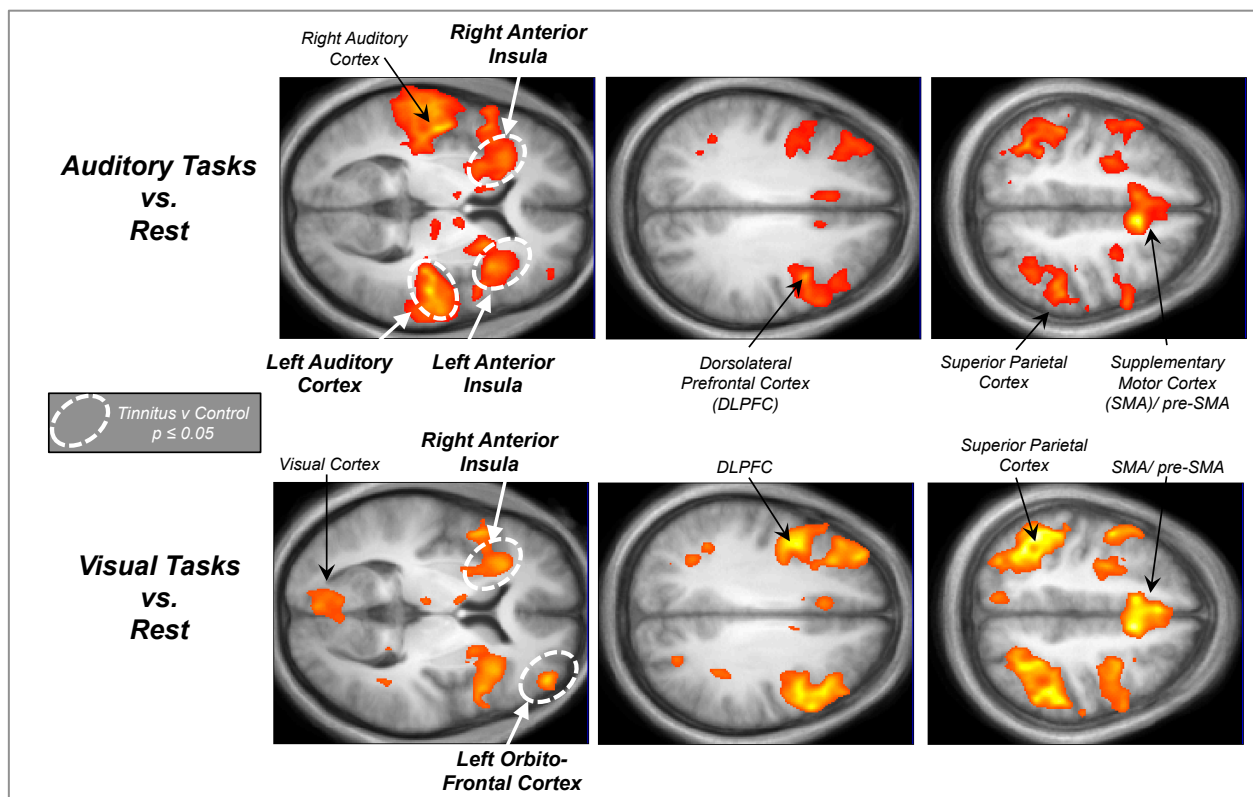 Right Auditory
Cortex
Right Anterior
Insula
Auditory Tasks
vs.
Rest
Left Auditory
Cortex
Left Anterior
Insula
Dorsolateral
Prefrontal Cortex
(DLPFC)
Superior Parietal
Cortex
Supplementary
Motor Cortex
(SMA)/ pre-SMA
Tinnitus v Control
p ≤ 0.05
Visual Cortex
Right Anterior
Insula
DLPFC
Superior Parietal
Cortex
SMA/ pre-SMA
Visual Tasks
vs.
Rest
Left Orbito-
Frontal Cortex